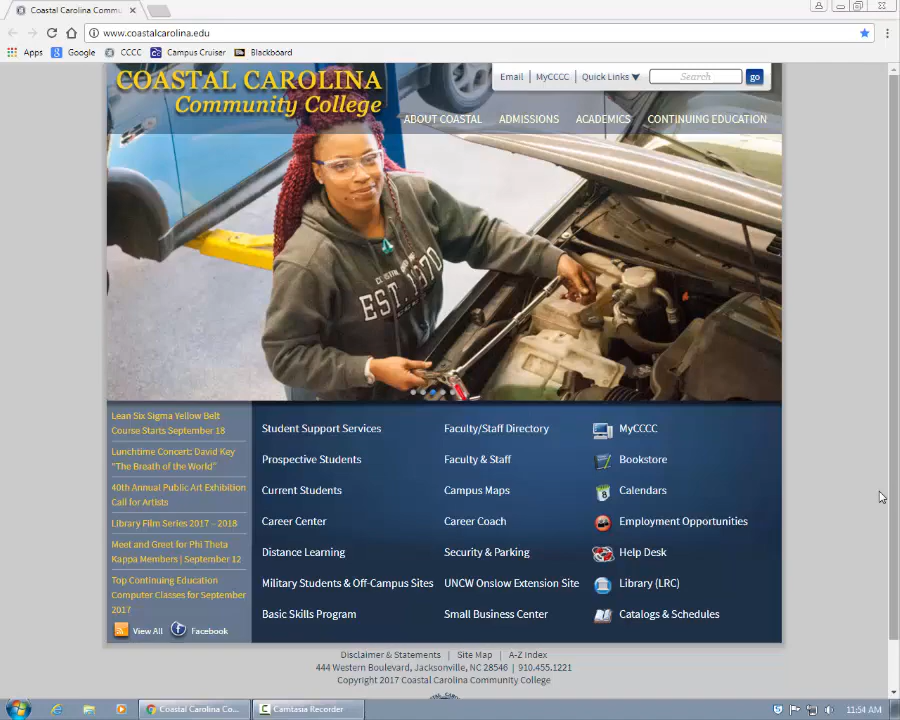 Coastal Carolina Commu
www.coastalcarolina.edu
Apps Google CCCC Campus Cruiser Blackboard
COASTAL CAROLINA
Community College
Email | MyCCCC | Quick Links Search go
ABOUT COASTAL ADMISSIONS ACADEMICS CONTINUING EDUCATION
EST. 1970
Lean Six Sigma Yellow Belt
Course Starts September 18
Lunchtime Concert: David Key
"The Breath of the World"
40th Annual Public Art Exhibition
Call for Artists
Library Film Series 2017 – 2018
Meet and Greet for Phi Theta
Kappa Members | September 12
Top Continuing Education
Computer Classes for September
2017
View All Facebook
Student Support Services
Prospective Students
Current Students
Career Center
Distance Learning
Military Students & Off-Campus Sites
Basic Skills Program
Faculty/Staff Directory
Faculty & Staff
Campus Maps
Career Coach
Security & Parking
UNCW Onslow Extension Site
Small Business Center
MyCCCC
Bookstore
8
Calendars
Employment Opportunities
Help Desk
Library (LRC)
Catalogs & Schedules
Disclaimer & Statements | Site Map | A-Z Index
444 Western Boulevard, Jacksonville, NC 28546 | 910.455.1221
Copyright 2017 Coastal Carolina Community College
Coastal Carolina Co... Camtasia Recorder 11:54 AM